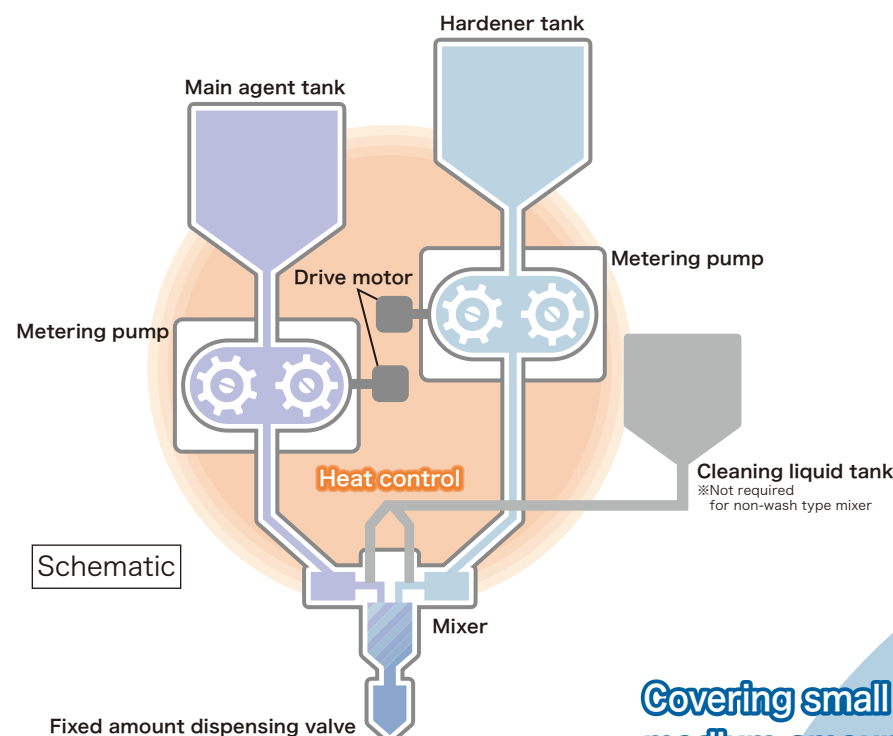 Hardener tank
Main agent tank
Metering pump
Drive motor
Metering pump
Heat control
Cleaning liquid tank
※Not required
for non-wash type mixer
Schematic
Mixer
Covering small
Fixed amount dispensing valve